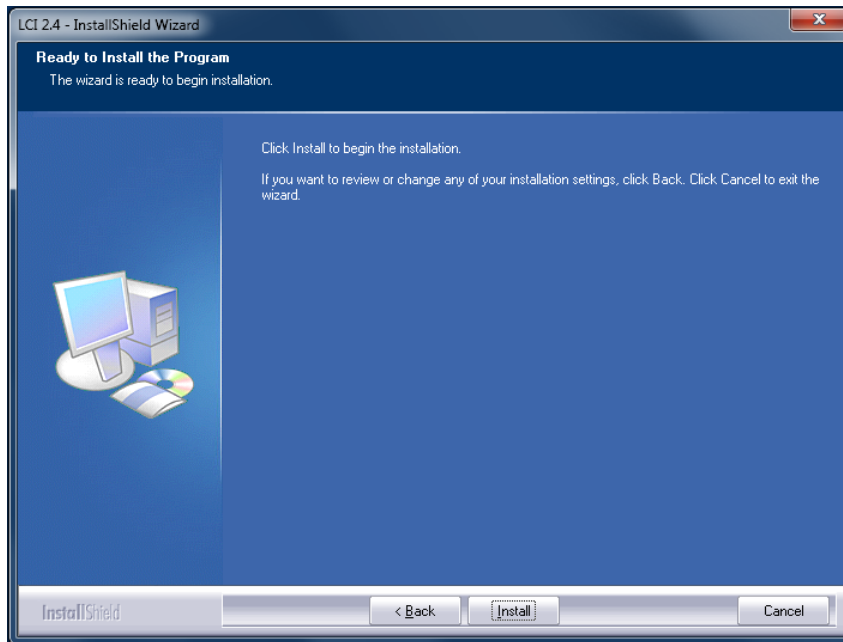 LCI 2.4 - InstallShield Wizard
Ready to Install the Program
The wizard is ready to begin installation.
Click Install to begin the installation.
If you want to review or change any of your installation settings, click Back. Click Cancel to exit the
wizard.
InstallShield
< Back
Install
Cancel